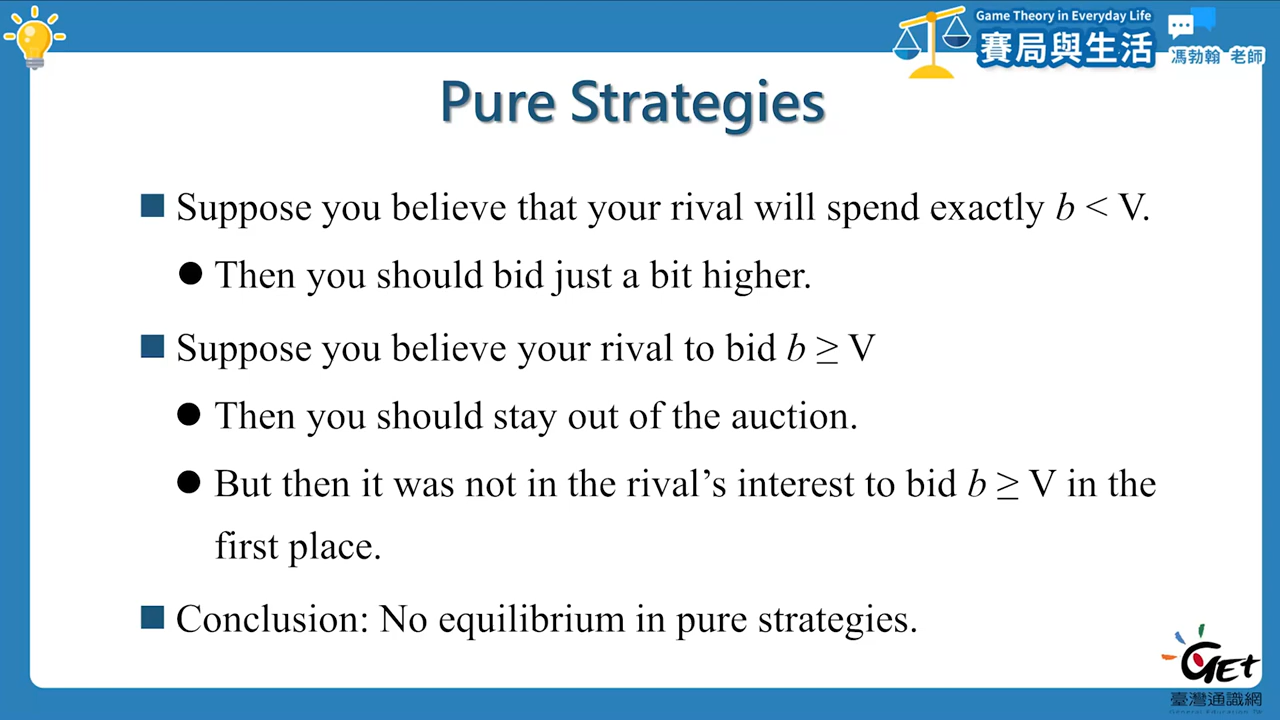 Game Theory in Everyday Life
賽局與生活
馮勃翰 老師
Pure Strategies
Suppose you believe that your rival will spend exactly b < V.
Then you should bid just a bit higher.
Suppose you believe your rival to bid b ≥ V
Then you should stay out of the auction.
But then it was not in the rival’s interest to bid b ≥ V in the
first place.
Conclusion: No equilibrium in pure strategies.
GET
臺灣通識網